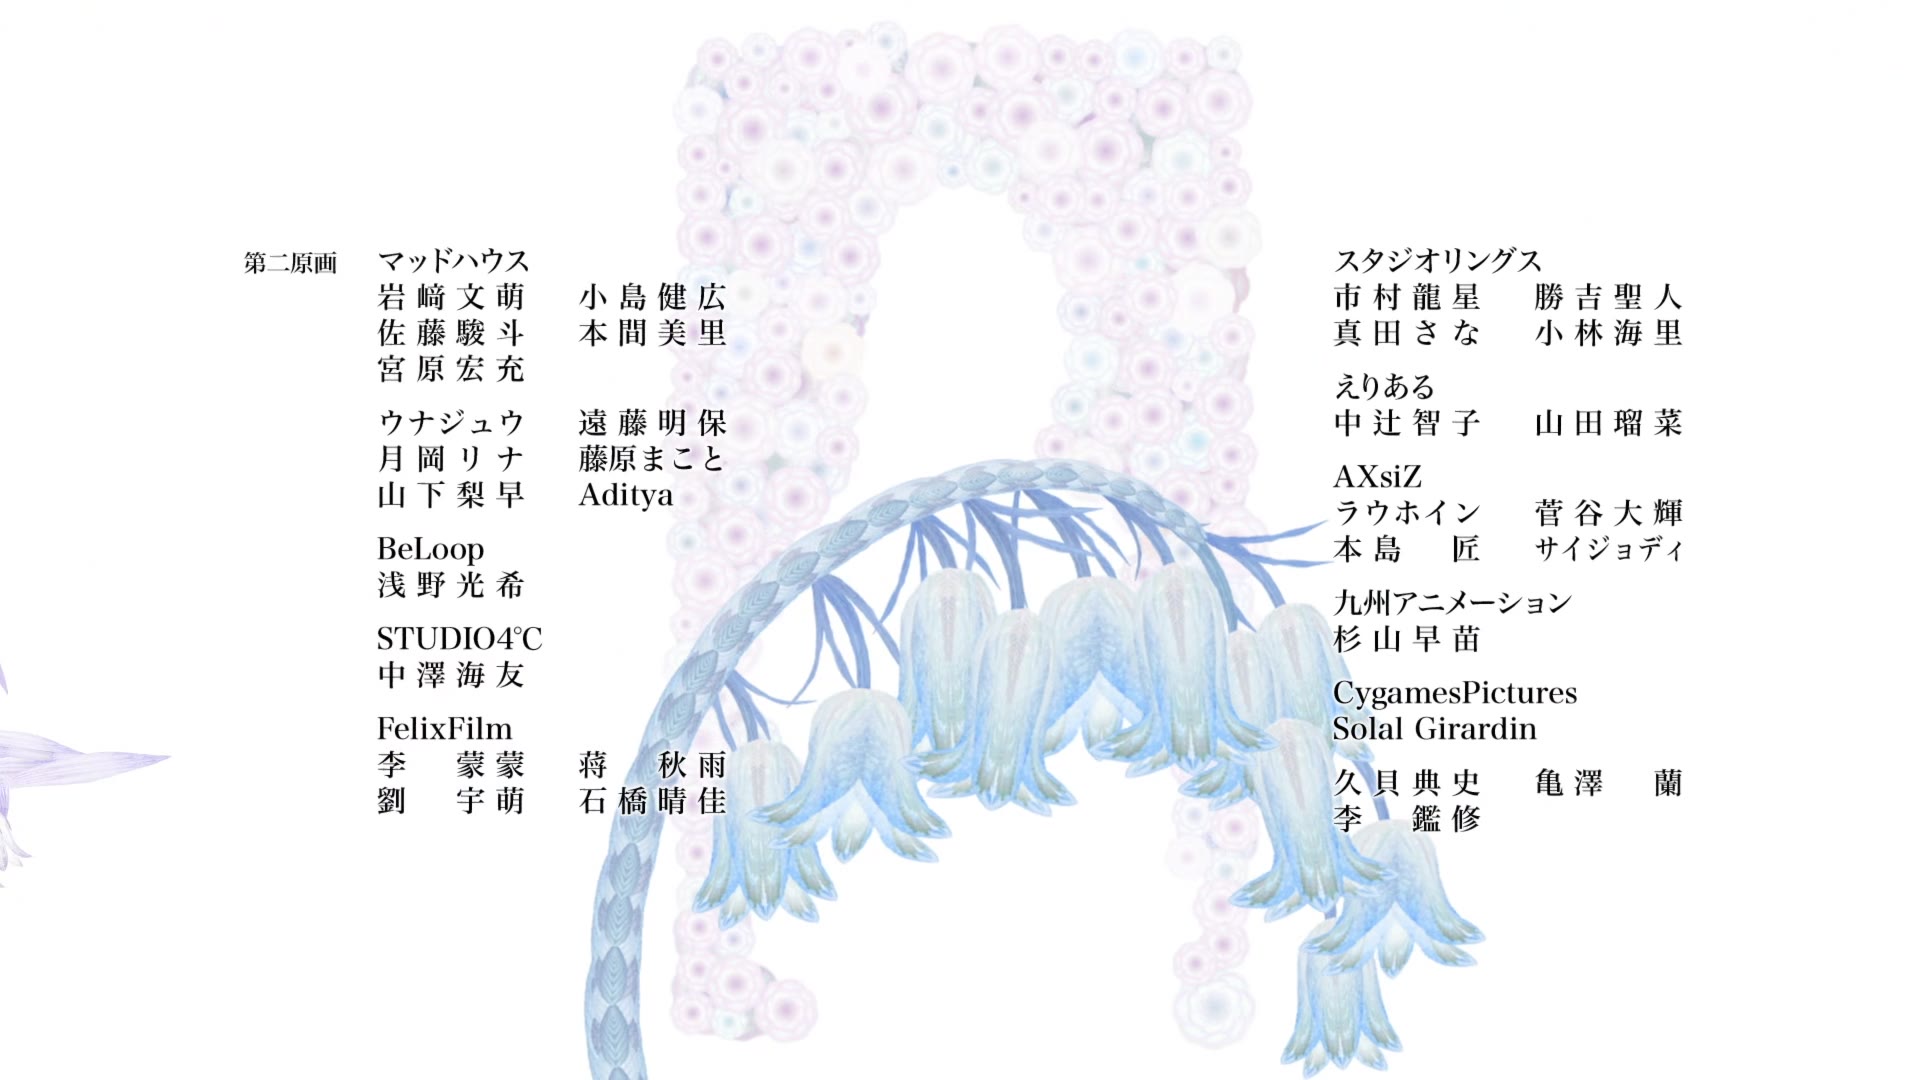 第二原画 マッドハウス
岩﨑文萌 小島健広
佐藤駿斗 本間美里
宮原宏充
ウナジュウ 遠藤明保
月岡リナ 藤原まこと
山下梨早 Aditya
BeLoop
浅野光希
STUDIO4℃
中澤海友
FelixFilm
李 蒙蒙 蒋 秋雨
劉 宇萌 石橋晴佳
スタジオリングス
市村龍星 勝吉聖人
真田さな 小林海里
えりある
中辻智子 山田瑠菜
AXsiZ
ラウホイン 菅谷大輝
本島 匠 サイジョディ
九州アニメーション
杉山早苗
CygamesPictures
Solal Girardin
久貝典史 亀澤 蘭
李 鑑修